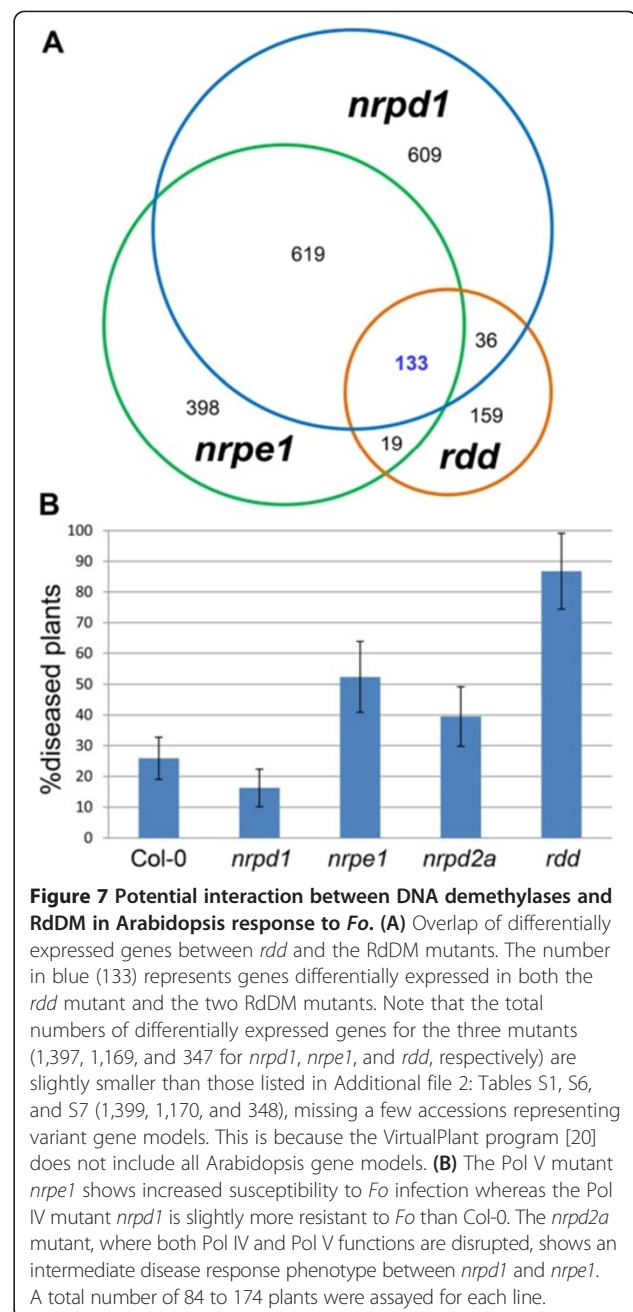 A
nrpd1
609
619
36
133
398
159
nrpe1
19
rdd
B
%diseased plants
100
90
80
70
60
50
40
30
20
10
0
Col-0 nrpd1 nrpe1 nrpd2a rdd
Figure 7 Potential interaction between DNA demethylases and
RdDM in Arabidopsis response to Fo. (A) Overlap of differentially
expressed genes between rdd and the RdDM mutants. The number
in blue (133) represents genes differentially expressed in both the
rdd mutant and the two RdDM mutants. Note that the total
numbers of differentially expressed genes for the three mutants
(1,397, 1,169, and 347 for nrpd1, nrpe1, and rdd, respectively) are
slightly smaller than those listed in Additional file 2: Tables S1, S6,
and S7 (1,399, 1,170, and 348), missing a few accessions representing
variant gene models. This is because the VirtualPlant program [20]
does not include all Arabidopsis gene models. (B) The Pol V mutant
nrpe1 shows increased susceptibility to Fo infection whereas the Pol
IV mutant nrpd1 is slightly more resistant to Fo than Col-0. The nrpd2a
mutant, where both Pol IV and Pol V functions are disrupted, shows an
intermediate disease response phenotype between nrpd1 and nrpe1.
A total number of 84 to 174 plants were assayed for each line.